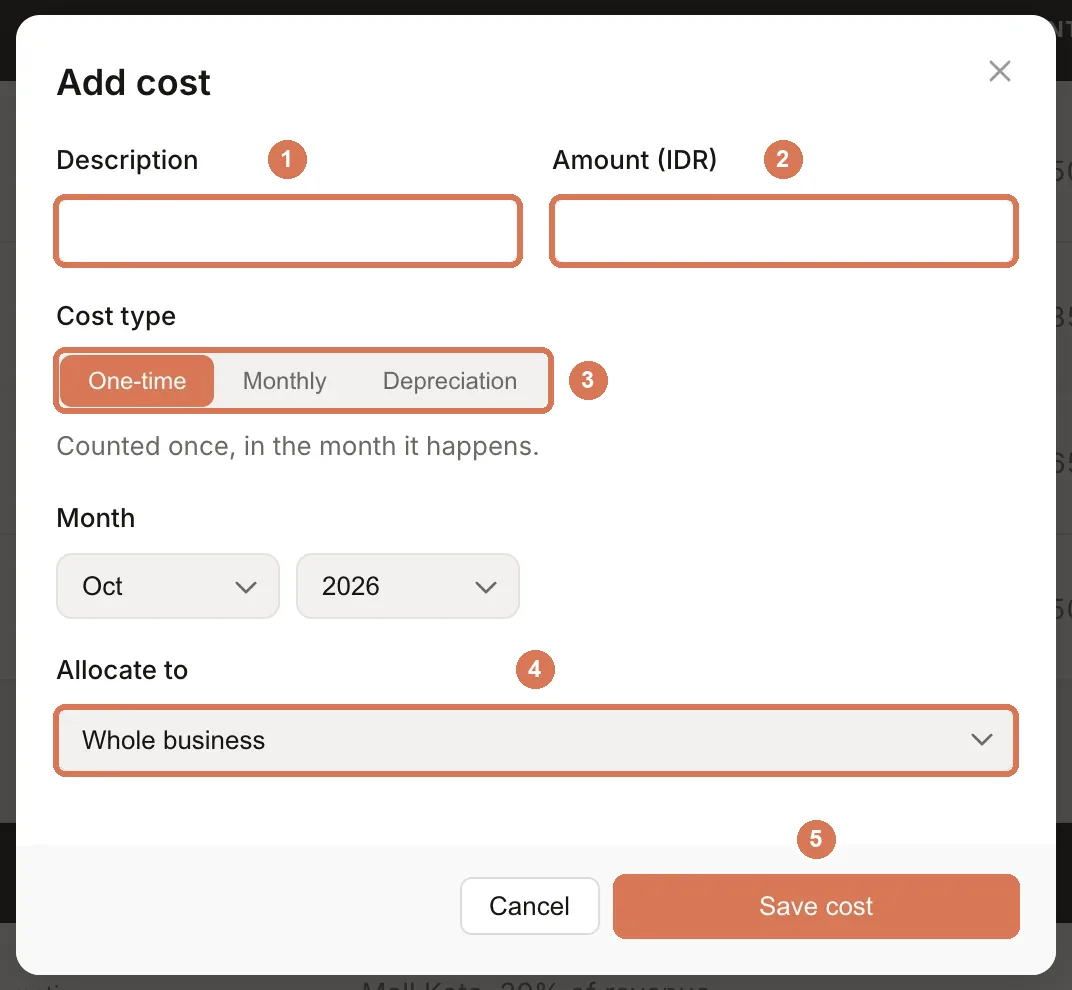 Add cost
Description 1
Amount (IDR) 2
Cost type
One-time Monthly Depreciation 3
Counted once, in the month it happens.
Month
Oct 2026
Allocate to 4
Whole business
5
Cancel Save cost